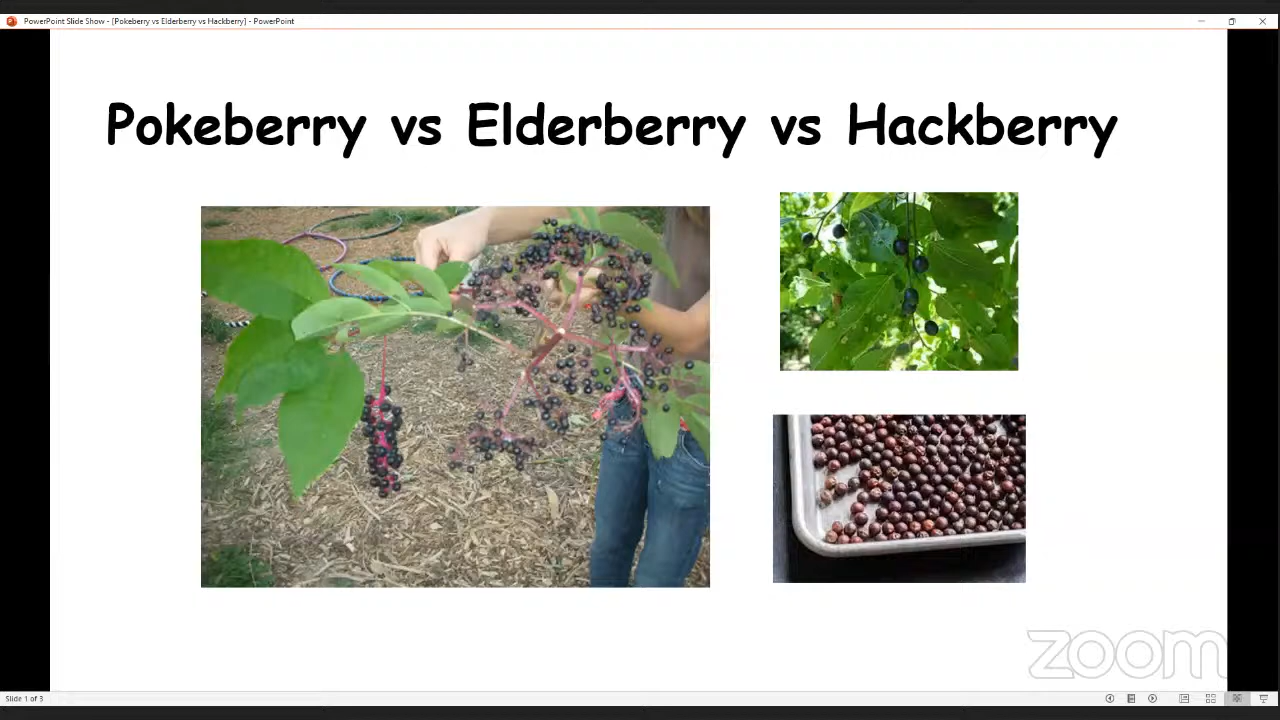 PowerPoint Slide Show - [Pokeberry vs Elderberry vs Hackberry] - PowerPoint
Pokeberry vs Elderberry vs Hackberry
zoom
Slide 1 of 3